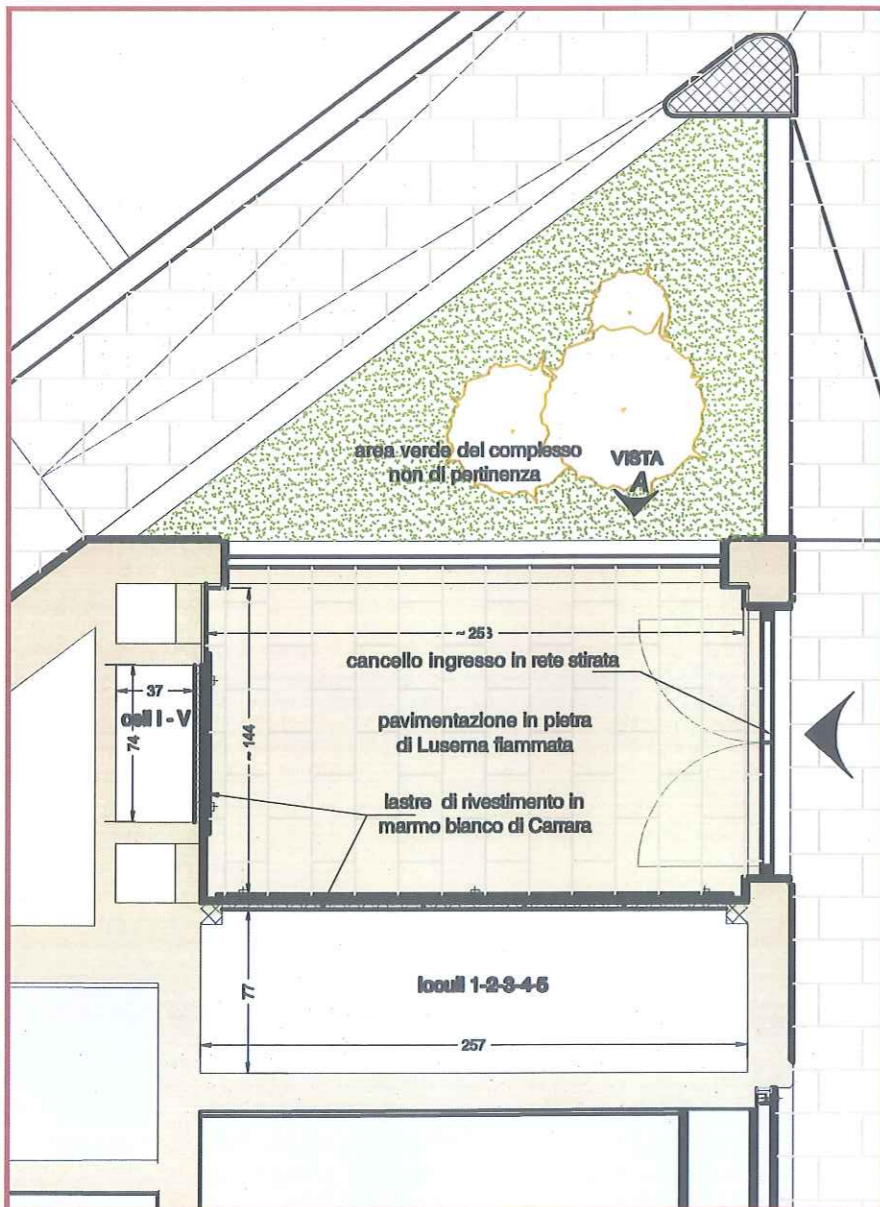 area verde del complesso
non di pertinenza
VISTA
A
~ 253
cancello ingresso in rete stirata
37
celli I - V
74
~ 144
pavimentazione in pietra
di Luserna fiammata
lastre di rivestimento in
marmo bianco di Carrara
77
loculi 1-2-3-4-5
257